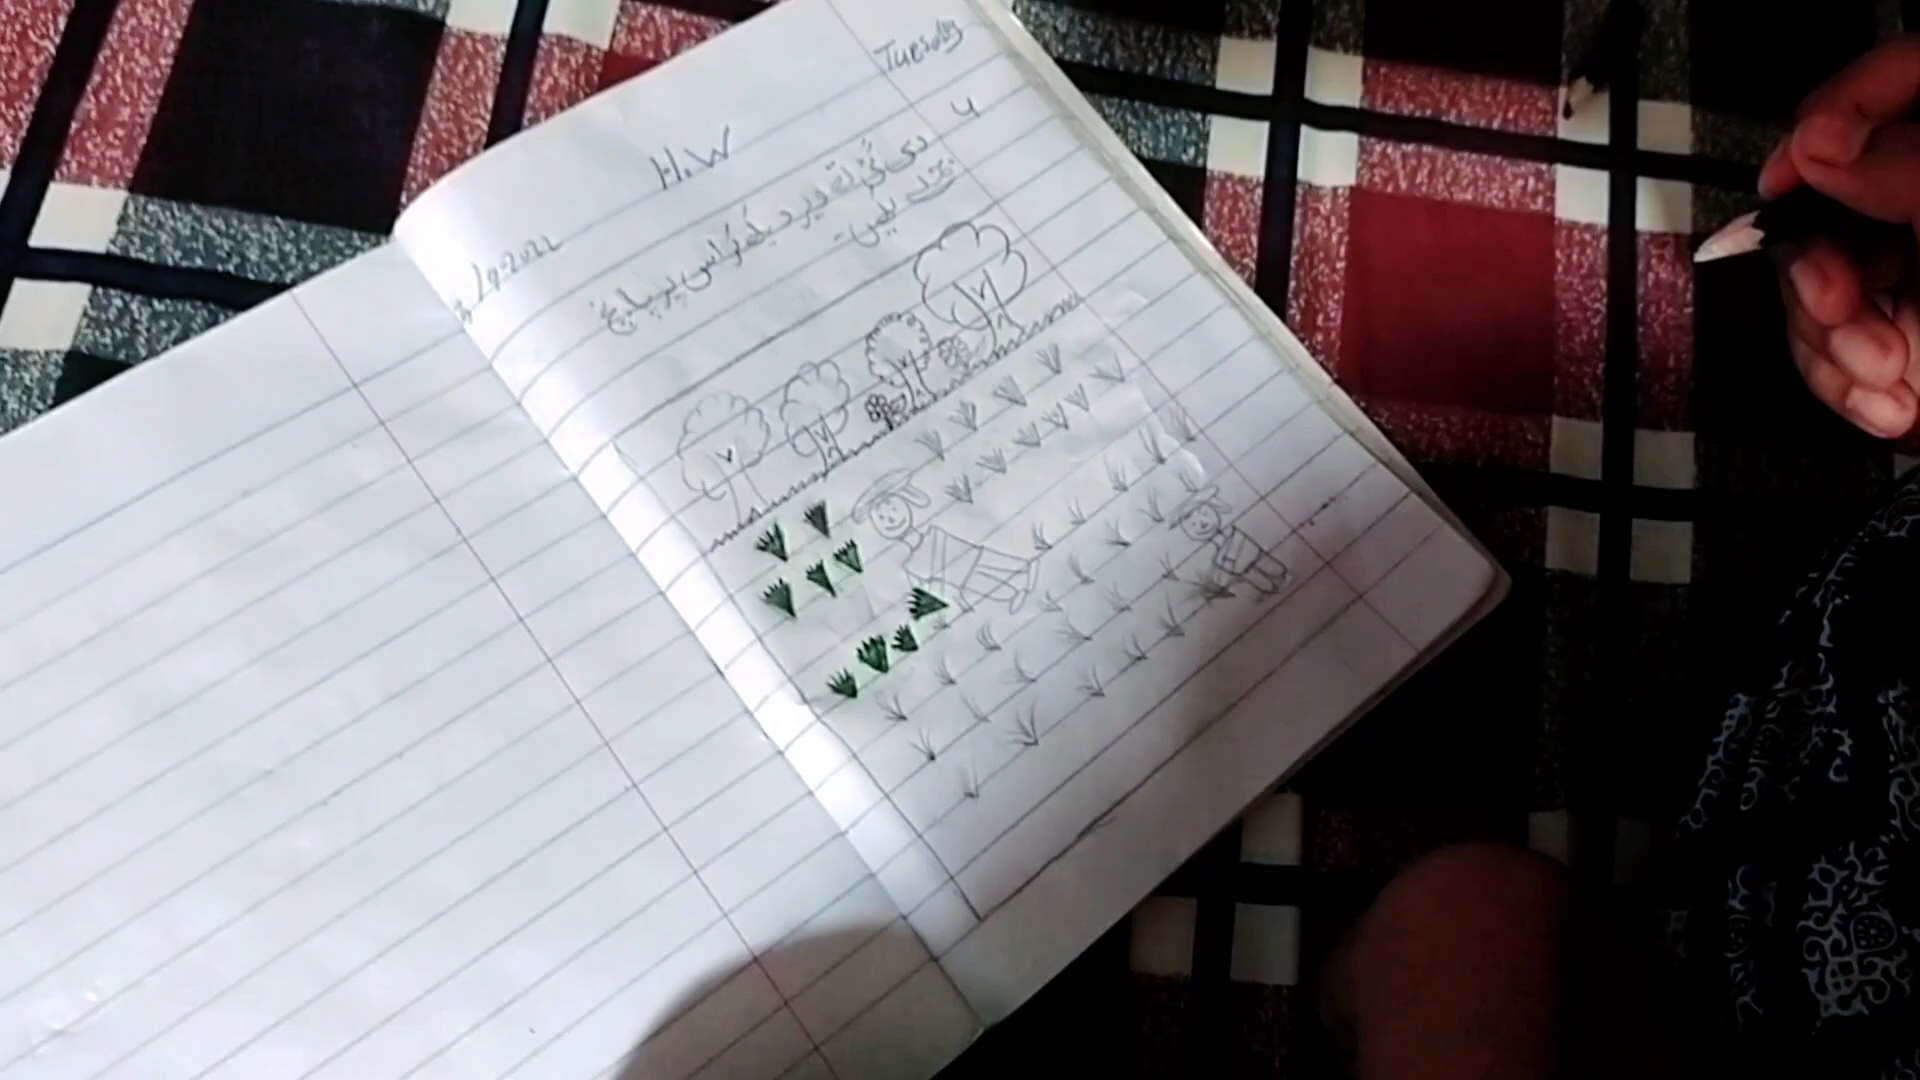 Tuesday
H.W
دی گئی تصویر دیکھ کر اس پر پانچ
جملے لکھیں۔